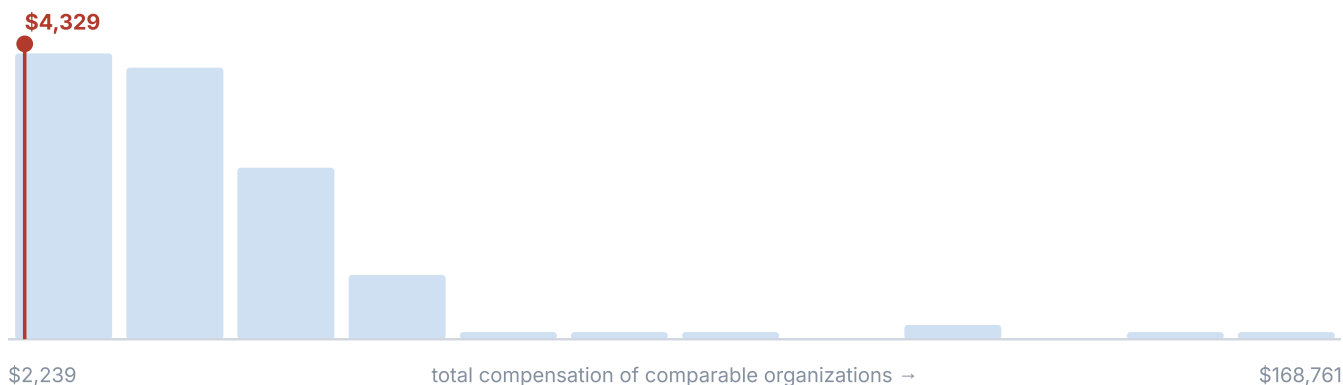 $4,329
$2,239 total compensation of comparable organizations → $168,761